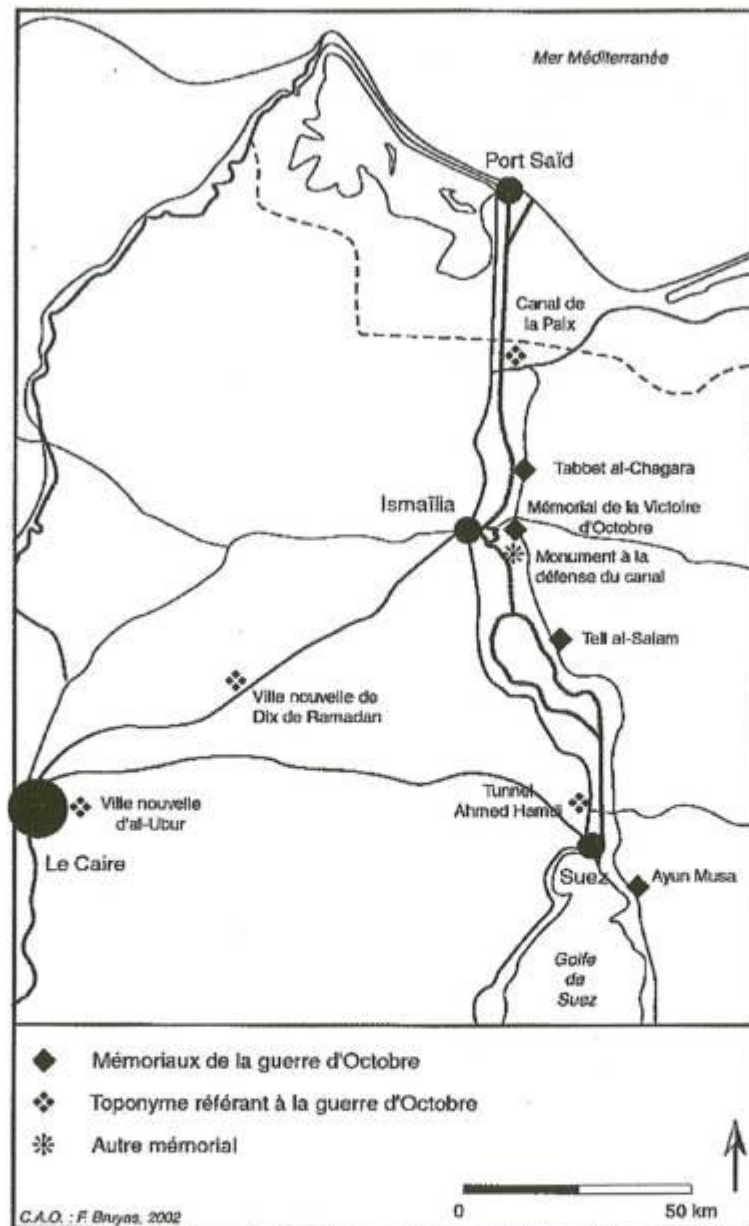 Mer Méditerranée
Port Saïd
Canal de
la Paix
Tabbet al-Chagara
Ismaïlia
Mémorial de la Victoire
d'Octobre
Monument à la
défense du canal
Tell al-Salam
Ville nouvelle de
Dix de Ramadan
Tunnel
Ahmed Hamdi
Ville nouvelle
d'al-Ubur
Le Caire
Suez
Ayun Musa
Golfe
de
Suez
Mémoriaux de la guerre d'Octobre
Toponyme référant à la guerre d'Octobre
Autre mémorial
0 50 km
C.A.O. : F. Bruyas, 2002